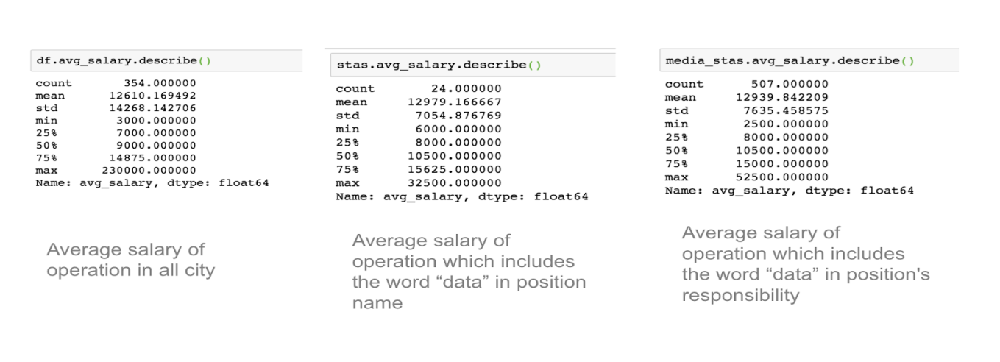 df.avg_salary.describe()
count 354.000000
mean 12610.169492
std 14268.142706
min 3000.000000
25% 7000.000000
50% 9000.000000
75% 14875.000000
max 230000.000000
Name: avg_salary, dtype: float64
Average salary of
operation in all city
stas.avg_salary.describe()
count 24.000000
mean 12979.166667
std 7054.876769
min 6000.000000
25% 8000.000000
50% 10500.000000
75% 15625.000000
max 32500.000000
Name: avg_salary, dtype: float64
Average salary of
operation which includes
the word “data” in position
name
media_stas.avg_salary.describe()
count 507.000000
mean 12939.842209
std 7635.458575
min 2500.000000
25% 8000.000000
50% 10500.000000
75% 15000.000000
max 52500.000000
Name: avg_salary, dtype: float64
Average salary of
operation which includes
the word “data” in position's
responsibility